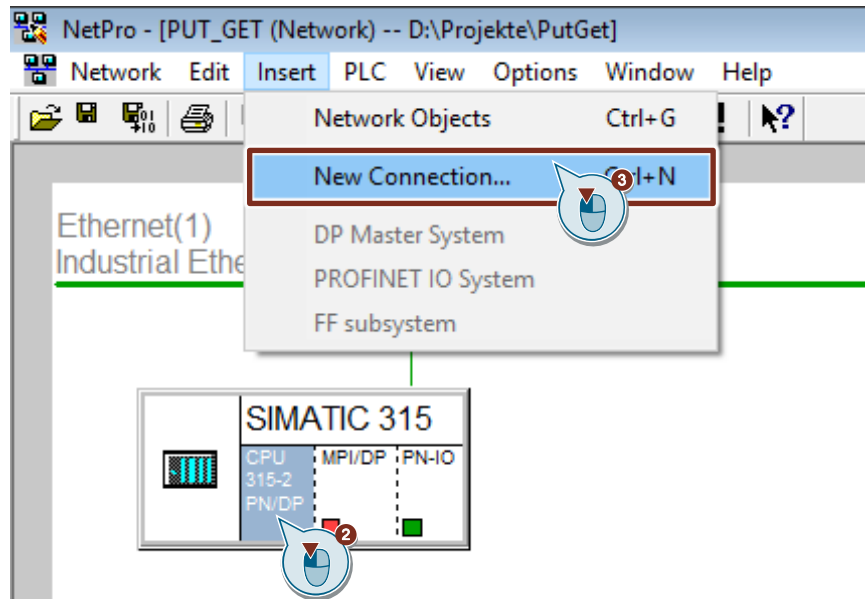 NetPro - [PUT_GET (Network) -- D:\Projekte\PutGet]
Network Edit Insert PLC View Options Window Help
Network Objects Ctrl+G
New Connection... Ctrl+N
3
DP Master System
PROFINET IO System
FF subsystem
Ethernet(1)
Industrial Ethe
SIMATIC 315
CPU 315-2 PN/DP
MPI/DP
PN-IO
2